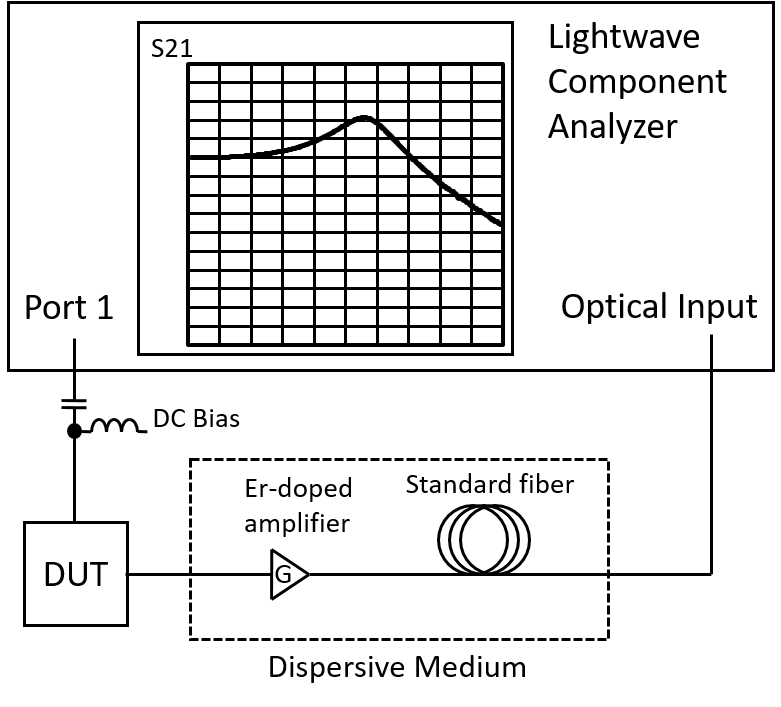 S21
Lightwave
Component
Analyzer
Port 1
Optical Input
DC Bias
Er-doped
amplifier
Standard fiber
DUT
G
Dispersive Medium